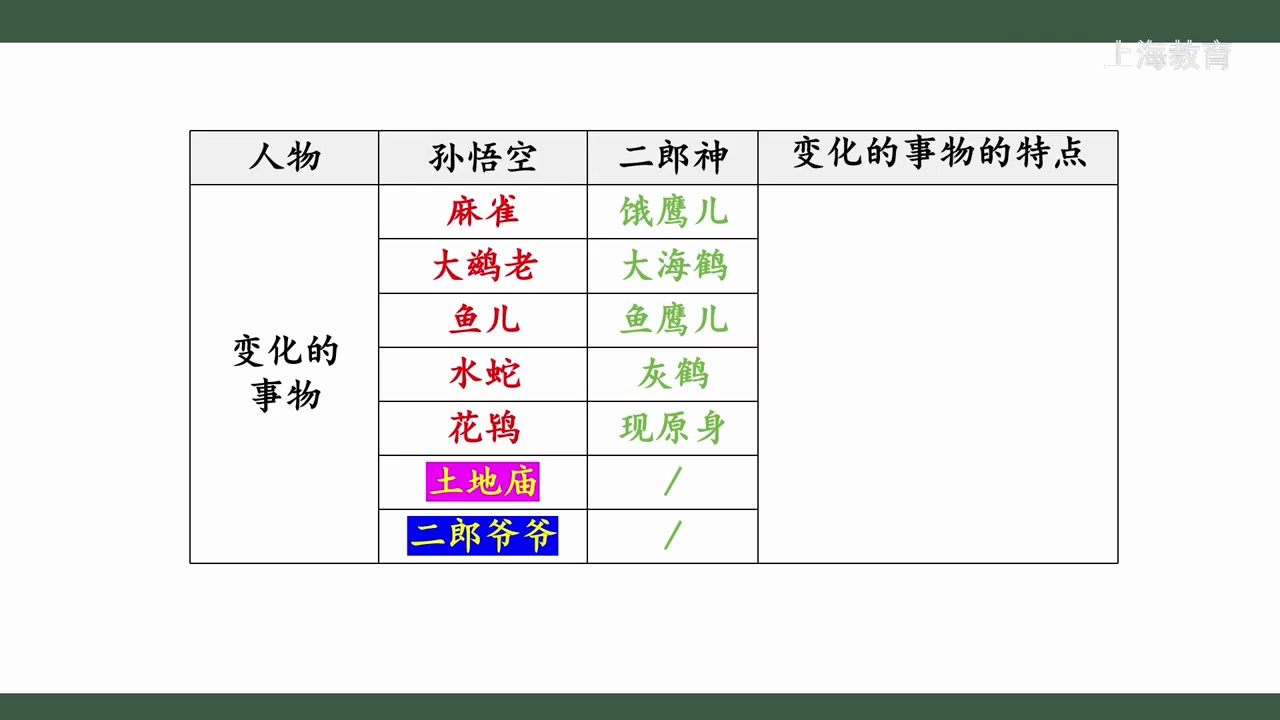 上海教育
人物 孙悟空 二郎神 变化的事物的特点
麻雀 饿鹰儿
大鹚老 大海鹤
鱼儿 鱼鹰儿
变化的
事物
水蛇 灰鹤
花鸨 现原身
土地庙 /
二郎爷爷 /